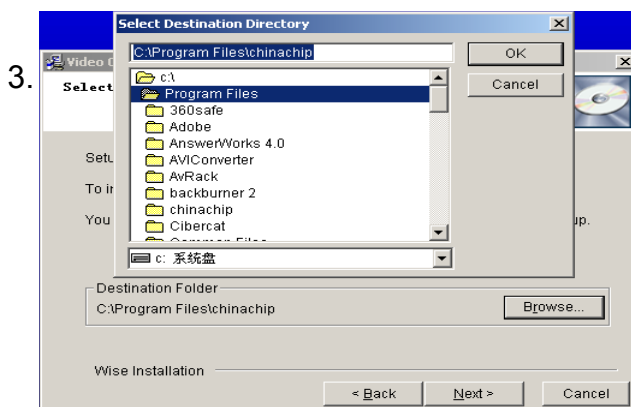 3.
Select Destination Directory
C:\Program Files\chinachip
OK
Cancel
c:\
Program Files
360safe
Adobe
AnswerWorks 4.0
AVIConverter
AvRack
backburner 2
chinachip
Cibercat
c: 系统盘
Video
Select
To
You
up.
Destination Folder
C:\Program Files\chinachip
Browse...
Wise Installation
< Back
Next >
Cancel